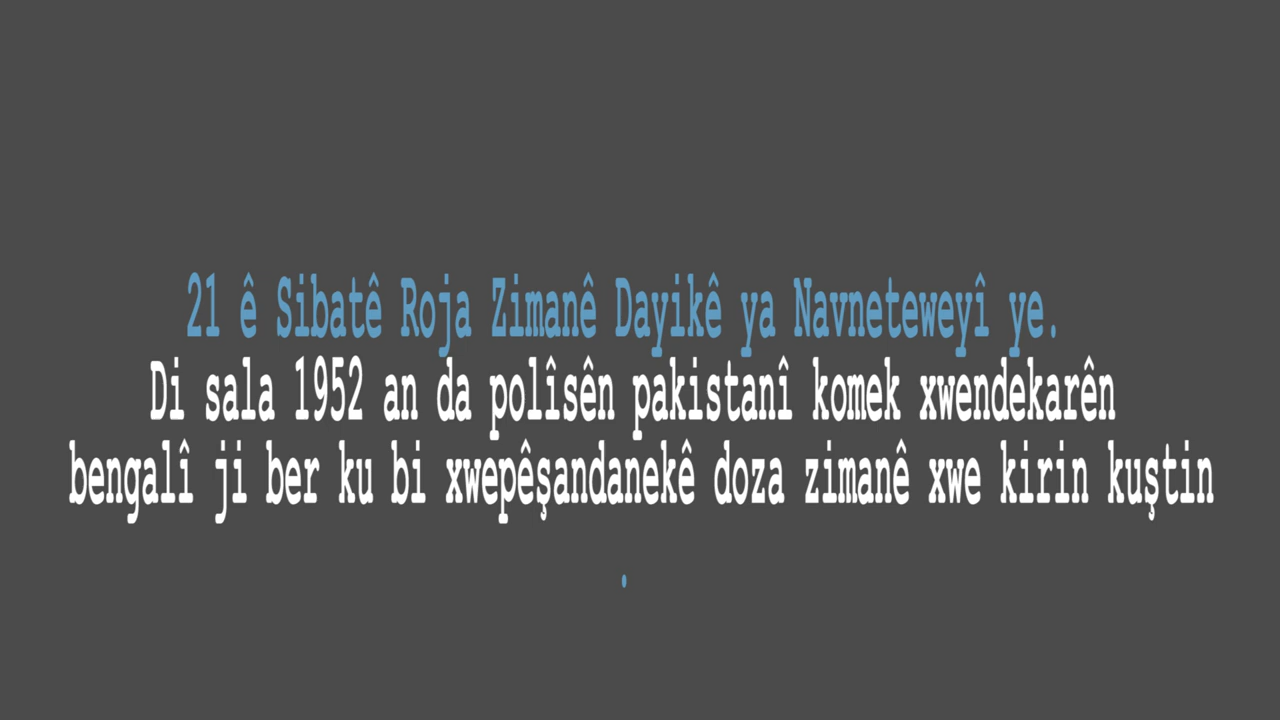 21 ê Sibatê Roja Zimanê Dayikê ya Navneteweyî ye.
Di sala 1952 an da polîsên pakistanî komek xwendekarên
bengalî ji ber ku bi xwepêşandanekê doza zimanê xwe kirin kuştin
.